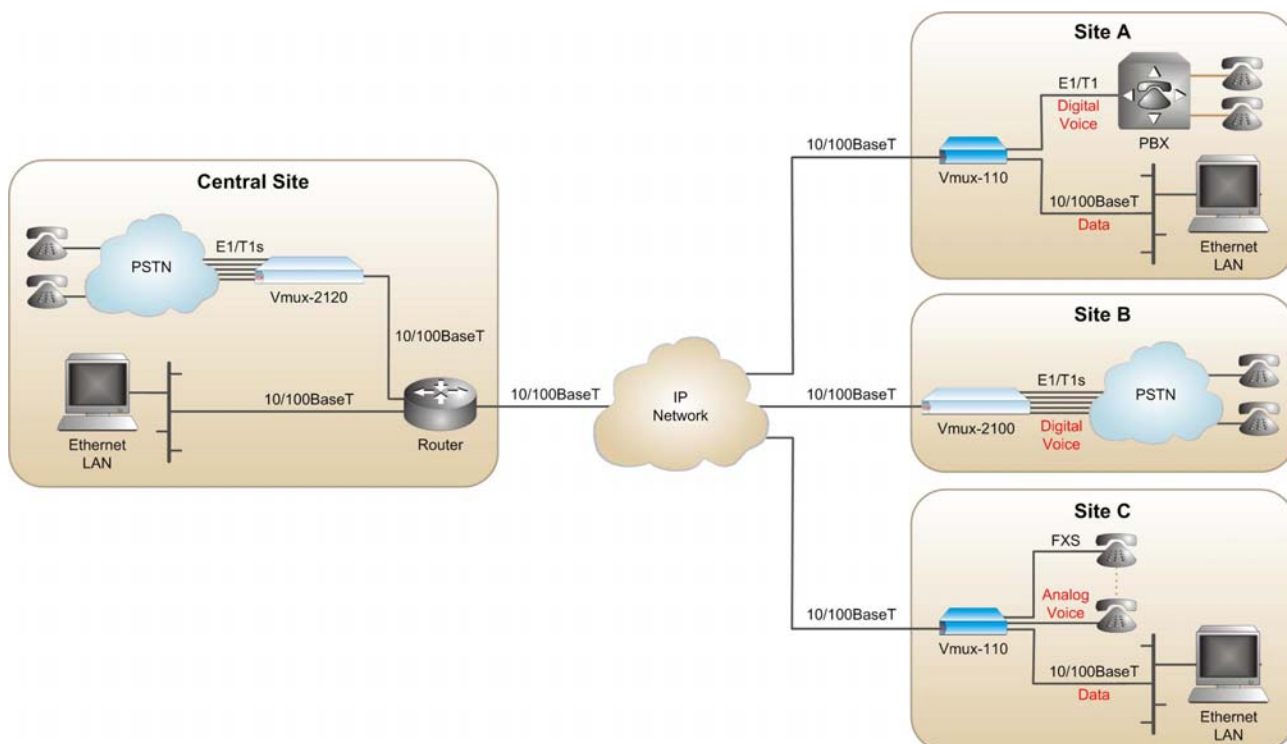 Central Site
PSTN
E1/T1s
Vmux-2120
10/100BaseT
10/100BaseT
Ethernet
LAN
Router
10/100BaseT
IP
Network
10/100BaseT
10/100BaseT
10/100BaseT
Site A
E1/T1
Digital
Voice
PBX
Vmux-110
10/100BaseT
Data
Ethernet
LAN
Site B
E1/T1s
PSTN
Vmux-2100
Digital
Voice
Site C
FXS
Analog
Voice
Vmux-110
10/100BaseT
Data
Ethernet
LAN